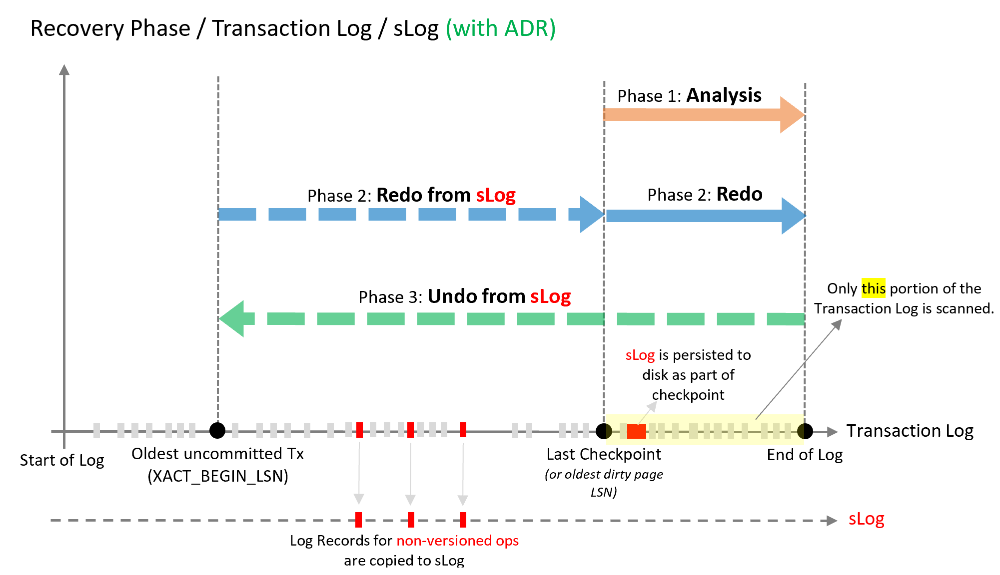 Recovery Phase / Transaction Log / sLog (with ADR)
Phase 1: Analysis
Phase 2: Redo from sLog
Phase 2: Redo
Phase 3: Undo from sLog
Only this portion of the
Transaction Log is scanned.
sLog is persisted to
disk as part of
checkpoint
Transaction Log
Start of Log
Oldest uncommitted Tx
(XACT_BEGIN_LSN)
Last Checkpoint
(or oldest dirty page
LSN)
End of Log
sLog
Log Records for non-versioned ops
are copied to sLog